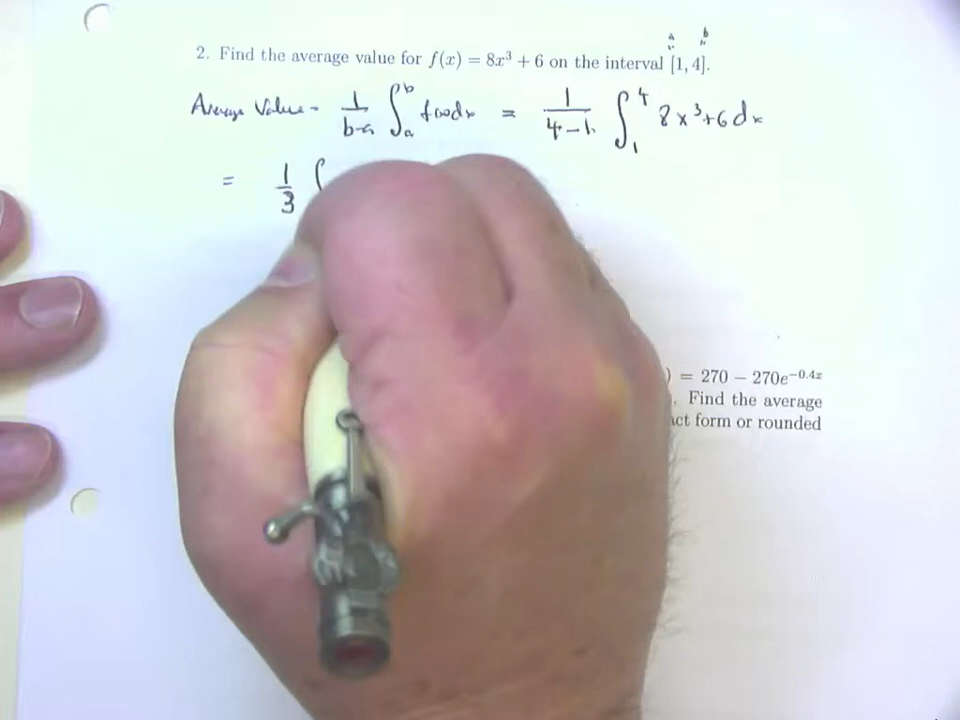 a b
" "
2. Find the average value for f(x) = 8x³ + 6 on the interval [1, 4].
Average Value = 1/(b-a) ∫ₐᵇ f(x)dx = 1/(4-1) ∫₁⁴ 8x³+6 dx
= 1/3 ∫
) = 270 − 270e^−0.4x
. Find the average
act form or rounded